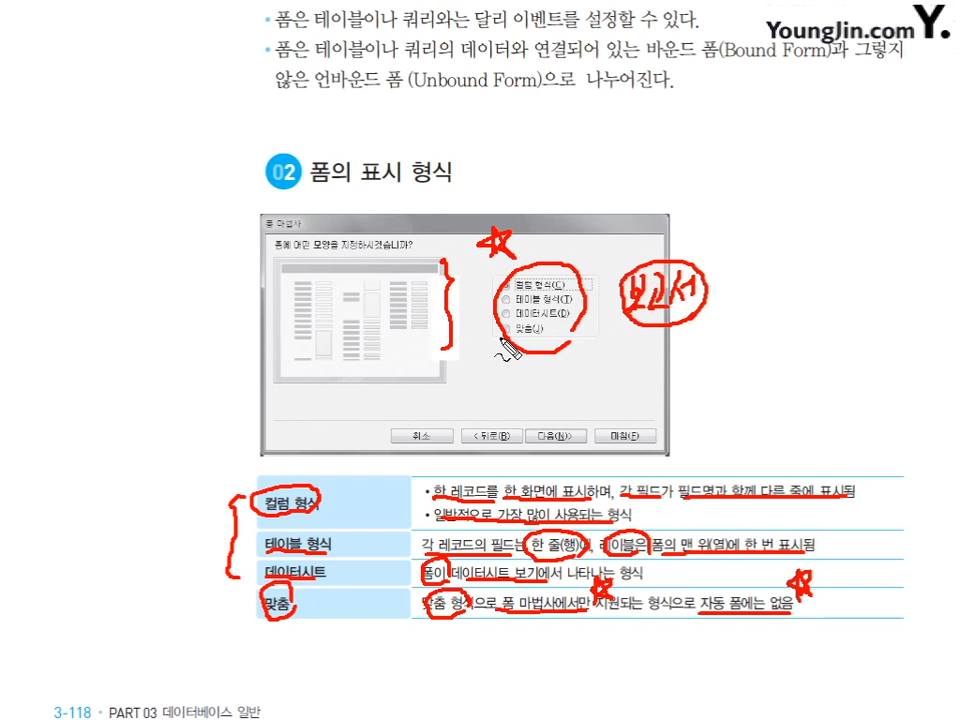 • 폼은 테이블이나 쿼리와는 달리 이벤트를 설정할 수 있다.
YoungJin.com Y.
• 폼은 테이블이나 쿼리의 데이터와 연결되어 있는 바운드 폼(Bound Form)과 그렇지
않은 언바운드 폼 (Unbound Form)으로 나누어진다.
02 폼의 표시 형식
폼 마법사
폼에 어떤 모양을 지정하시겠습니까?
컬럼 형식(C)
테이블 형식(T)
데이터시트(D)
맞춤(J)
보고서
취소
< 뒤로(B)
다음(N)>
마침(F)
컬럼 형식
• 한 레코드를 한 화면에 표시하며, 각 필드가 필드명과 함께 다른 줄에 표시됨
• 일반적으로 가장 많이 사용되는 형식
테이블 형식
각 레코드의 필드는 한 줄(행)에, 레이블은 폼의 맨 위(열)에 한 번 표시됨
데이터시트
폼이 데이터시트 보기에서 나타나는 형식
맞춤
맞춤 형식으로 폼 마법사에서만 지원되는 형식으로 자동 폼에는 없음
3-118 • PART 03 데이터베이스 일반